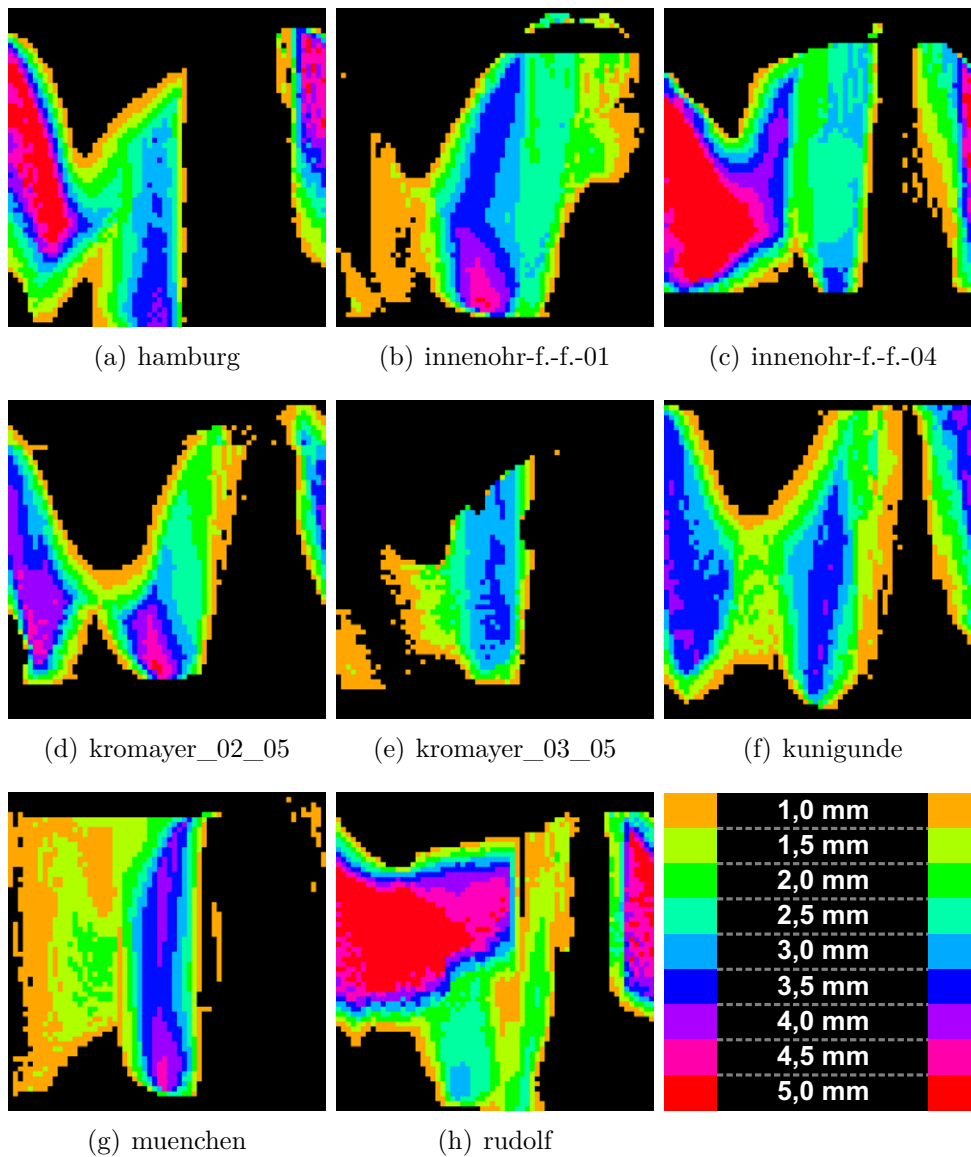 (a) hamburg
(b) innenohr-f.-f.-01
(c) innenohr-f.-f.-04
(d) kromayer_02_05
(e) kromayer_03_05
(f) kunigunde
1,0 mm
1,5 mm
2,0 mm
2,5 mm
3,0 mm
3,5 mm
4,0 mm
4,5 mm
5,0 mm
(g) muenchen
(h) rudolf